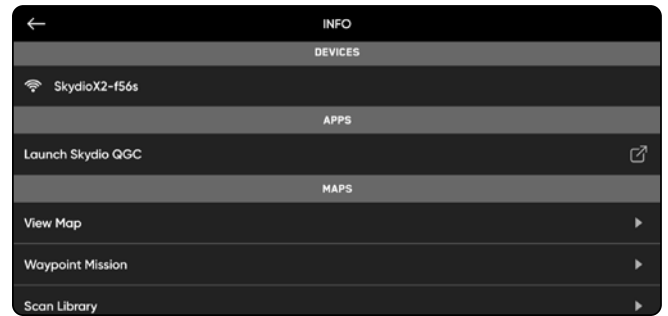 INFO
DEVICES
SkydioX2-f56s
APPS
Launch Skydio QGC
MAPS
View Map
Waypoint Mission
Scan Library